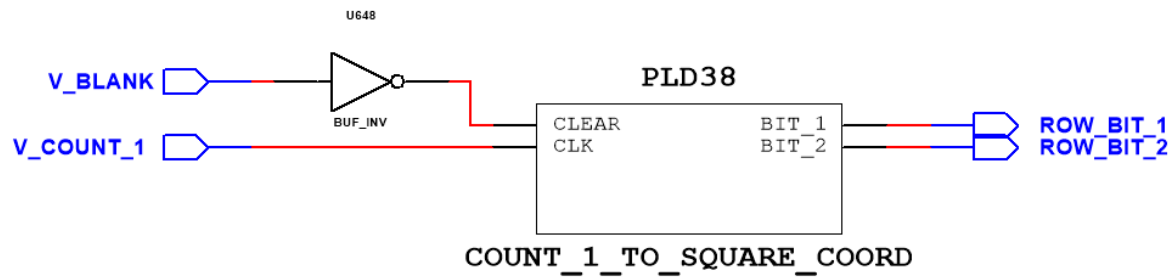 U648
V_BLANK
BUF_INV
V_COUNT_1
PLD38
CLEAR
CLK
BIT_1
BIT_2
ROW_BIT_1
ROW_BIT_2
COUNT_1_TO_SQUARE_COORD